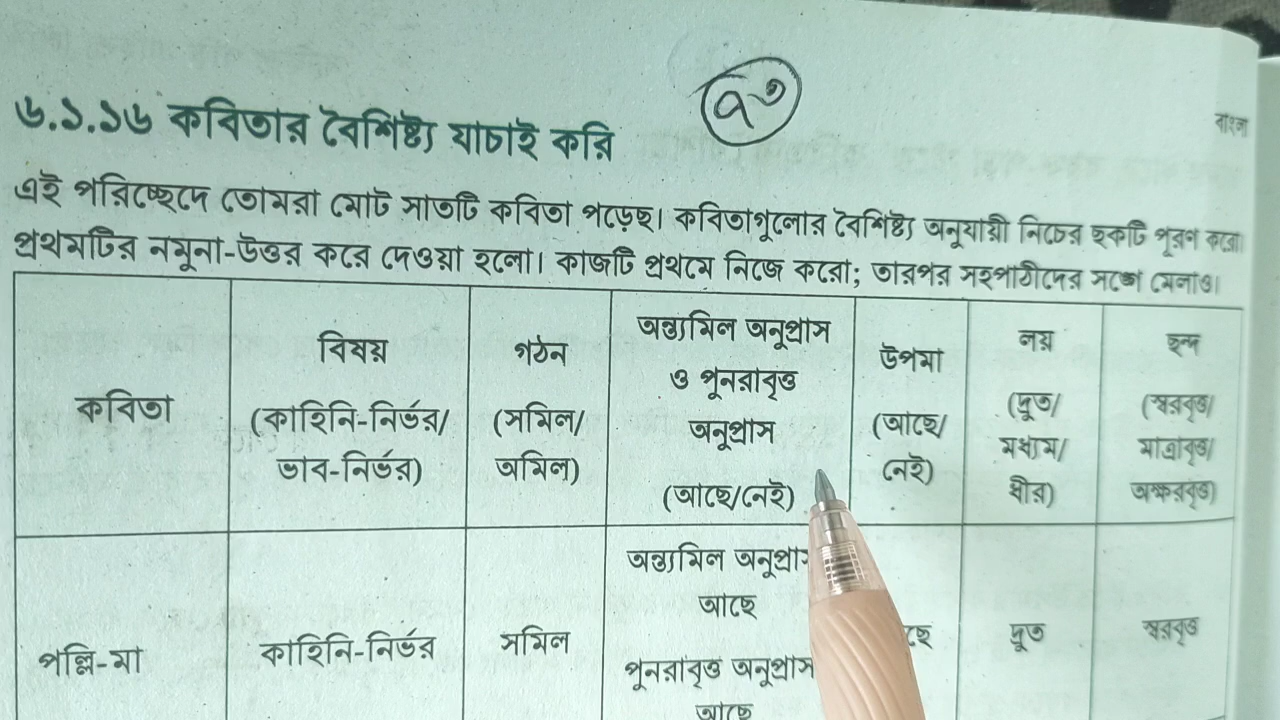 ৭৩
৬.১.১৬ কবিতার বৈশিষ্ট্য যাচাই করি
বাংলা
এই পরিচ্ছেদে তোমরা মোট সাতটি কবিতা পড়েছ। কবিতাগুলোর বৈশিষ্ট্য অনুযায়ী নিচের ছকটি পূরণ করো।
প্রথমটির নমুনা-উত্তর করে দেওয়া হলো। কাজটি প্রথমে নিজে করো; তারপর সহপাঠীদের সঙ্গে মেলাও।
কবিতা
বিষয়
(কাহিনি-নির্ভর/
ভাব-নির্ভর)
গঠন
(সমিল/
অমিল)
অন্ত্যমিল অনুপ্রাস
ও পুনরাবৃত্ত
অনুপ্রাস
(আছে/নেই)
উপমা
(আছে/
নেই)
লয়
(দ্রুত/
মধ্যম/
ধীর)
ছন্দ
(স্বরবৃত্ত/
মাত্রাবৃত্ত/
অক্ষরবৃত্ত)
পল্লি-মা
কাহিনি-নির্ভর
সমিল
অন্ত্যমিল
আছে
পুনরাবৃত্ত অনুপ্রাস
আছে
দ্রুত
স্বরবৃত্ত